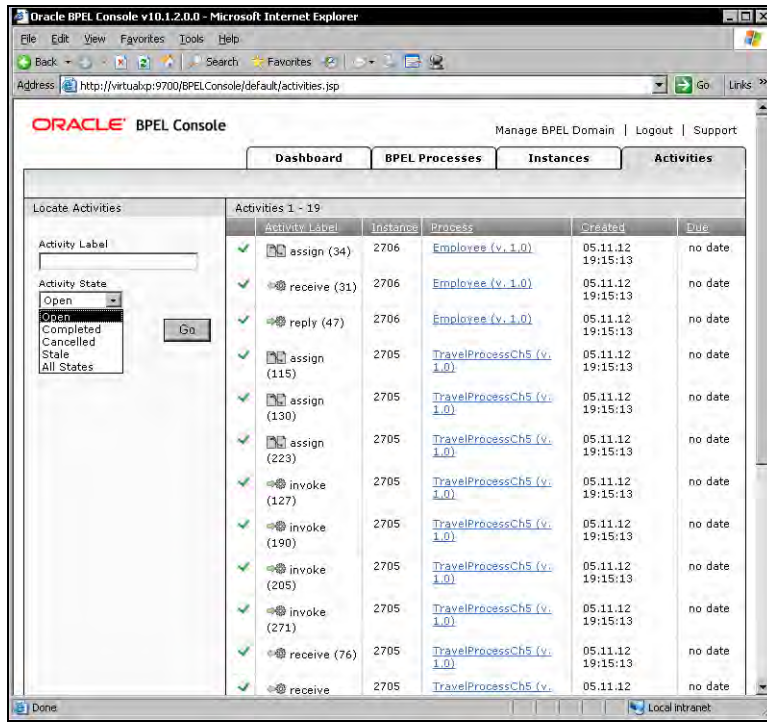 Oracle BPEL Console v10.1.2.0.0 - Microsoft Internet Explorer
File Edit View Favorites Tools Help
Back Search Favorites
Address http://virtualxp:9700/BPELConsole/default/activities.jsp Go Links »
ORACLE BPEL Console
Manage BPEL Domain | Logout | Support
Dashboard BPEL Processes Instances Activities
Locate Activities
Activity Label
Activity State
Open
Open
Completed
Cancelled
Stale
All States
Go
Activities 1 - 19
Activity Label Instance Process Created Due
assign (34) 2706 Employee (v. 1.0) 05.11.12 no date
19:15:13
receive (31) 2706 Employee (v. 1.0) 05.11.12 no date
19:15:13
reply (47) 2706 Employee (v. 1.0) 05.11.12 no date
19:15:13
assign 2705 TravelProcessCh5 (v. 05.11.12 no date
(115) 1.0) 19:15:13
assign 2705 TravelProcessCh5 (v. 05.11.12 no date
(130) 1.0) 19:15:13
assign 2705 TravelProcessCh5 (v. 05.11.12 no date
(223) 1.0) 19:15:13
invoke 2705 TravelProcessCh5 (v. 05.11.12 no date
(127) 1.0) 19:15:13
invoke 2705 TravelProcessCh5 (v. 05.11.12 no date
(190) 1.0) 19:15:13
invoke 2705 TravelProcessCh5 (v. 05.11.12 no date
(205) 1.0) 19:15:13
invoke 2705 TravelProcessCh5 (v. 05.11.12 no date
(271) 1.0) 19:15:13
receive (76) 2705 TravelProcessCh5 (v. 05.11.12 no date
1.0) 19:15:13
receive 2705 TravelProcessCh5 (v. 05.11.12 no date
Done Local intranet